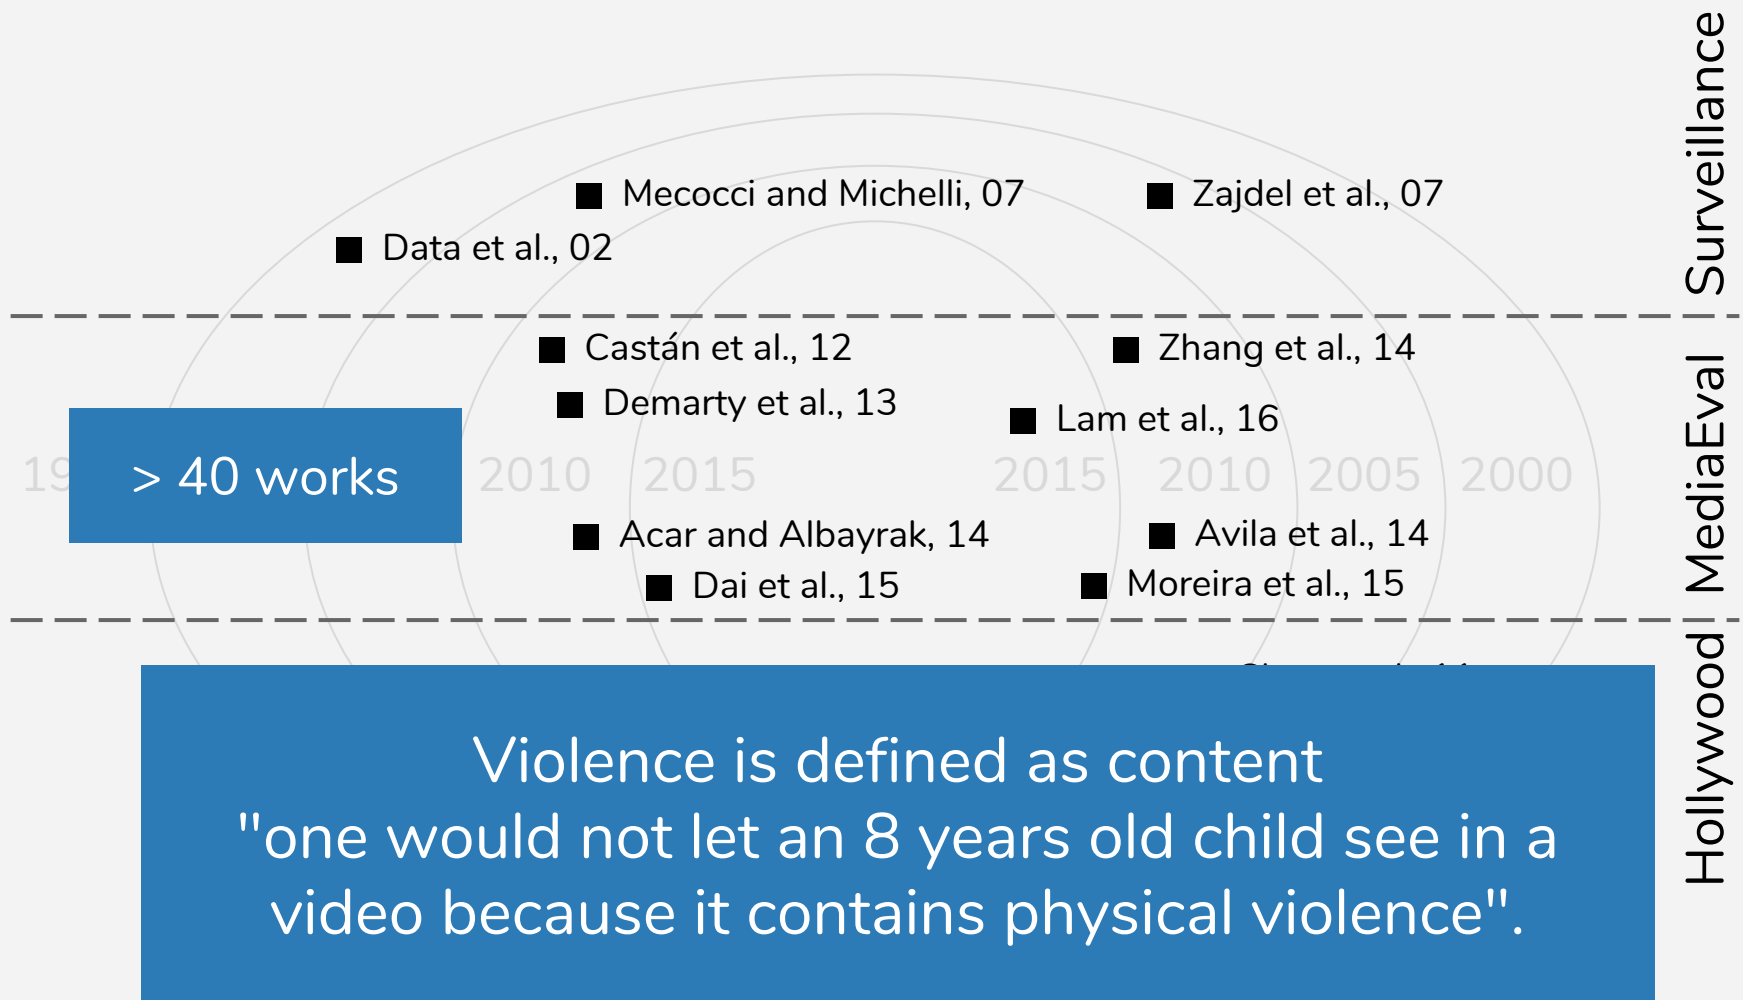 Surveillance
Mecocci and Michelli, 07
Zajdel et al., 07
Data et al., 02
MediaEval
Castán et al., 12
Zhang et al., 14
Demarty et al., 13
Lam et al., 16
> 40 works
2010 2015 2015 2010 2005 2000
Acar and Albayrak, 14
Avila et al., 14
Dai et al., 15
Moreira et al., 15
Hollywood
Violence is defined as content
"one would not let an 8 years old child see in a
video because it contains physical violence".